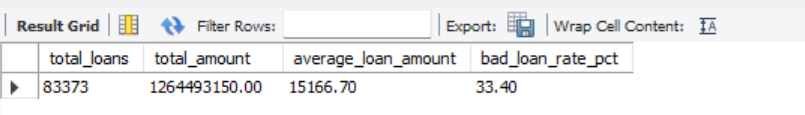 Result Grid Filter Rows: Export: Wrap Cell Content: IA
total_loans total_amount average_loan_amount bad_loan_rate_pct
83373 1264493150.00 15166.70 33.40